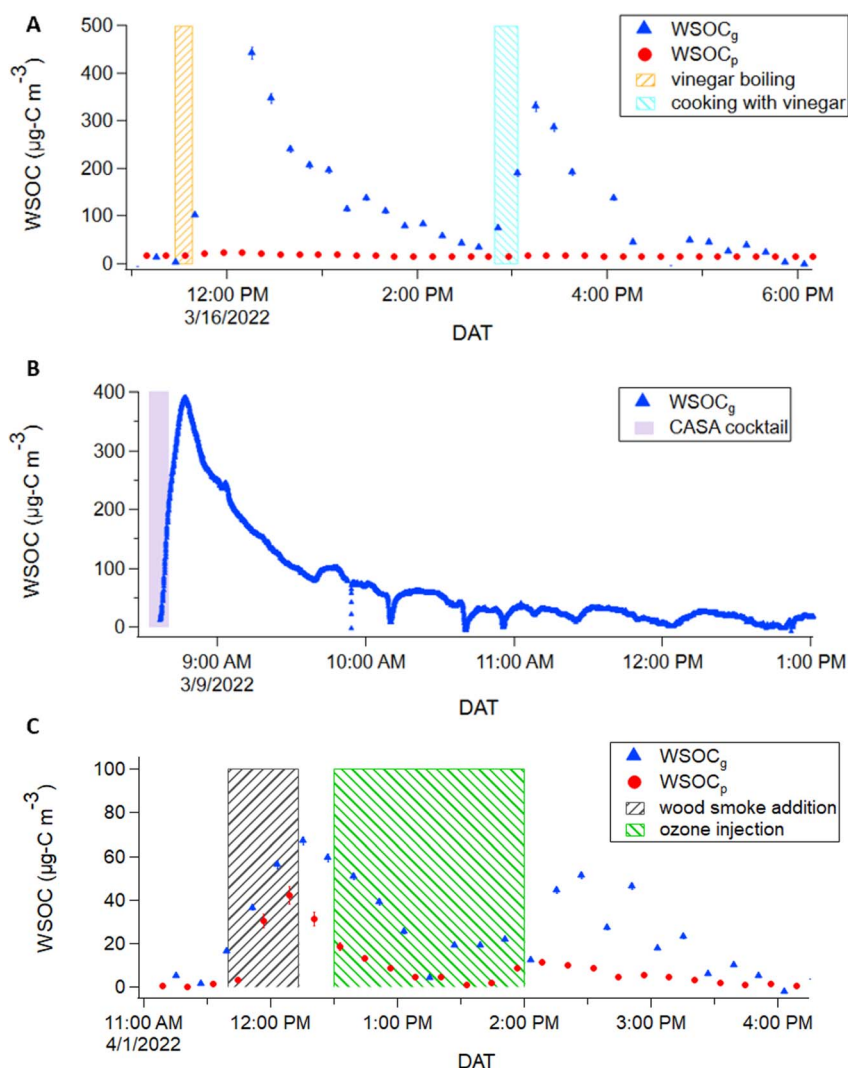 A
WSOC (µg-C m⁻³)
500
400
300
200
100
0
WSOCg
WSOCp
vinegar boiling
cooking with vinegar
12:00 PM
3/16/2022
2:00 PM
4:00 PM
6:00 PM
DAT
B
WSOC (µg-C m⁻³)
400
300
200
100
0
WSOCg
CASA cocktail
9:00 AM
3/9/2022
10:00 AM
11:00 AM
12:00 PM
1:00 PM
DAT
C
WSOC (µg-C m⁻³)
100
80
60
40
20
0
WSOCg
WSOCp
wood smoke addition
ozone injection
11:00 AM
4/1/2022
12:00 PM
1:00 PM
2:00 PM
3:00 PM
4:00 PM
DAT